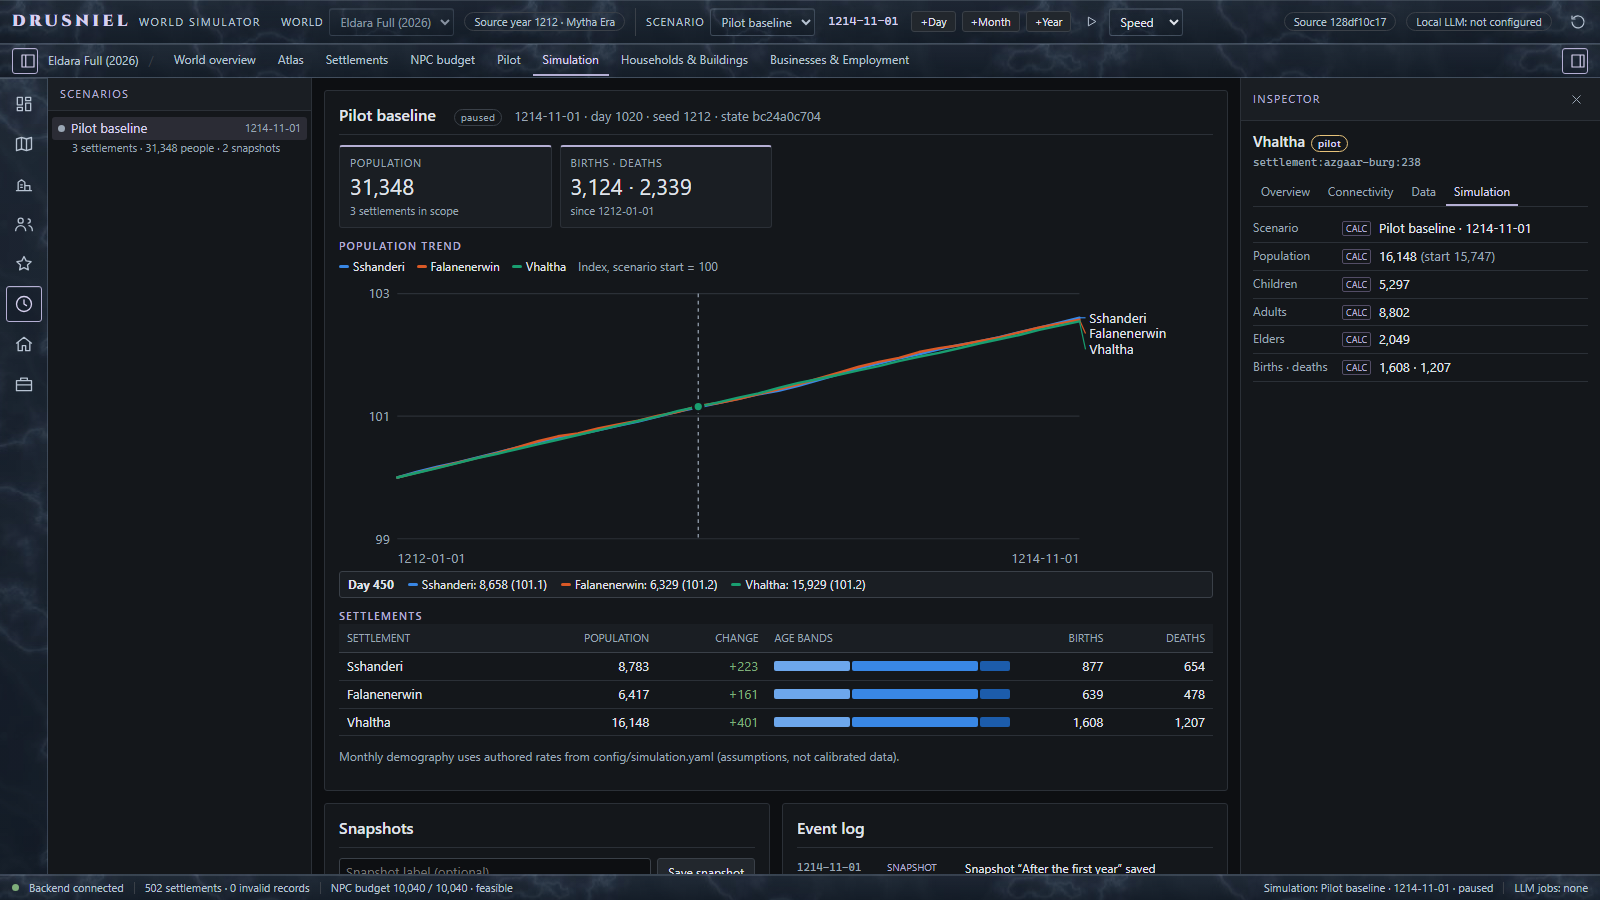 DRUSNIEL WORLD SIMULATOR WORLD Eldara Full (2026) Source year 1212 · Mytha Era SCENARIO Pilot baseline 1214-11-01 +Day +Month +Year Speed Source 128df10c17 Local LLM: not configured
Eldara Full (2026) / World overview Atlas Settlements NPC budget Pilot Simulation Households & Buildings Businesses & Employment
SCENARIOS
Pilot baseline 1214-11-01
3 settlements · 31,348 people · 2 snapshots
Pilot baseline paused 1214-11-01 · day 1020 · seed 1212 · state bc24a0c704
POPULATION
31,348
3 settlements in scope
BIRTHS · DEATHS
3,124 · 2,339
since 1212-01-01
POPULATION TREND
Sshanderi Falanenerwin Vhaltha Index, scenario start = 100
103
101
99
Sshanderi
Falanenerwin
Vhaltha
1212-01-01 1214-11-01
Day 450 Sshanderi: 8,658 (101.1) Falanenerwin: 6,329 (101.2) Vhaltha: 15,929 (101.2)
SETTLEMENTS
SETTLEMENT POPULATION CHANGE AGE BANDS BIRTHS DEATHS
Sshanderi 8,783 +223 877 654
Falanenerwin 6,417 +161 639 478
Vhaltha 16,148 +401 1,608 1,207
Monthly demography uses authored rates from config/simulation.yaml (assumptions, not calibrated data).
Snapshots
Snapshot label (optional) Save snapshot
Event log
1214-11-01 SNAPSHOT Snapshot “After the first year” saved
INSPECTOR
Vhaltha pilot
settlement:azgaar-burg:238
Overview Connectivity Data Simulation
Scenario CALC Pilot baseline · 1214-11-01
Population CALC 16,148 (start 15,747)
Children CALC 5,297
Adults CALC 8,802
Elders CALC 2,049
Births · deaths CALC 1,608 · 1,207
Backend connected 502 settlements · 0 invalid records NPC budget 10,040 / 10,040 · feasible Simulation: Pilot baseline · 1214-11-01 · paused LLM jobs: none